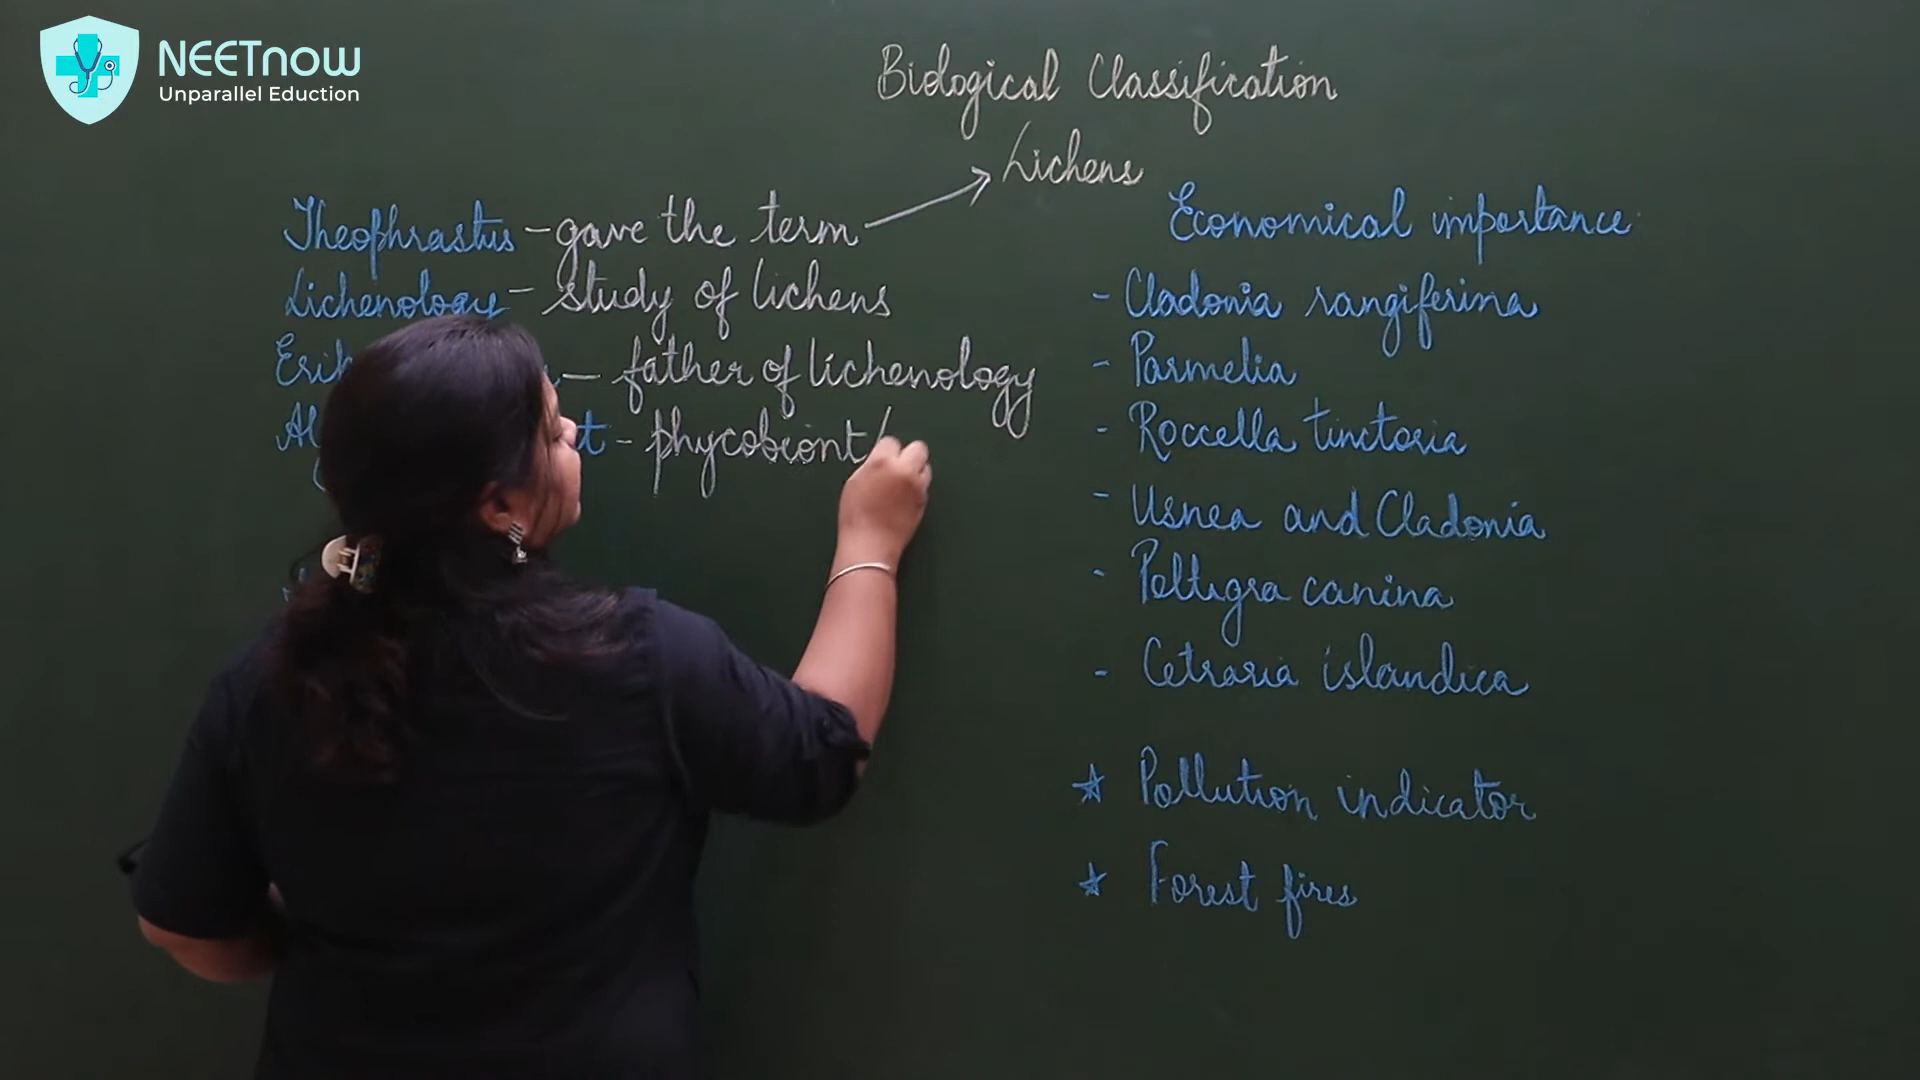 NEETnow
Unparallel Eduction
Biological Classification
Lichens
Theophrastus - gave the term
Lichenology - study of lichens
- father of lichenology
- phycobiont/
Economical importance
- Cladonia rangiferina
- Parmelia
- Roccella tinctoria
- Usnea and Cladonia
- Peltigra canina
- Cetraria islandica
★ Pollution indicator
★ Forest fires